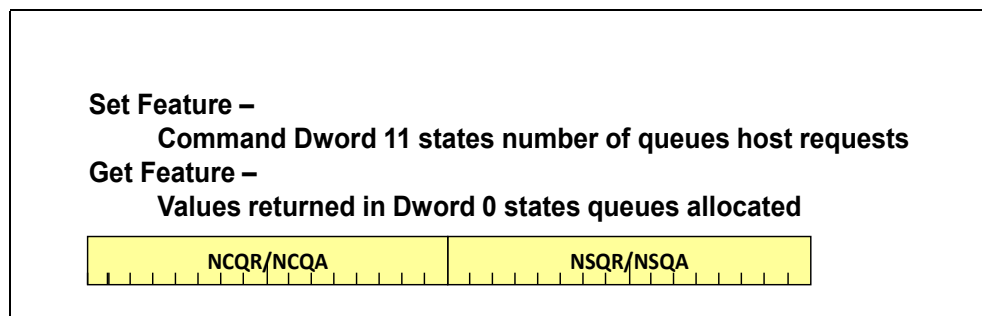 Set Feature –
Command Dword 11 states number of queues host requests
Get Feature –
Values returned in Dword 0 states queues allocated
NCQR/NCQA NSQR/NSQA